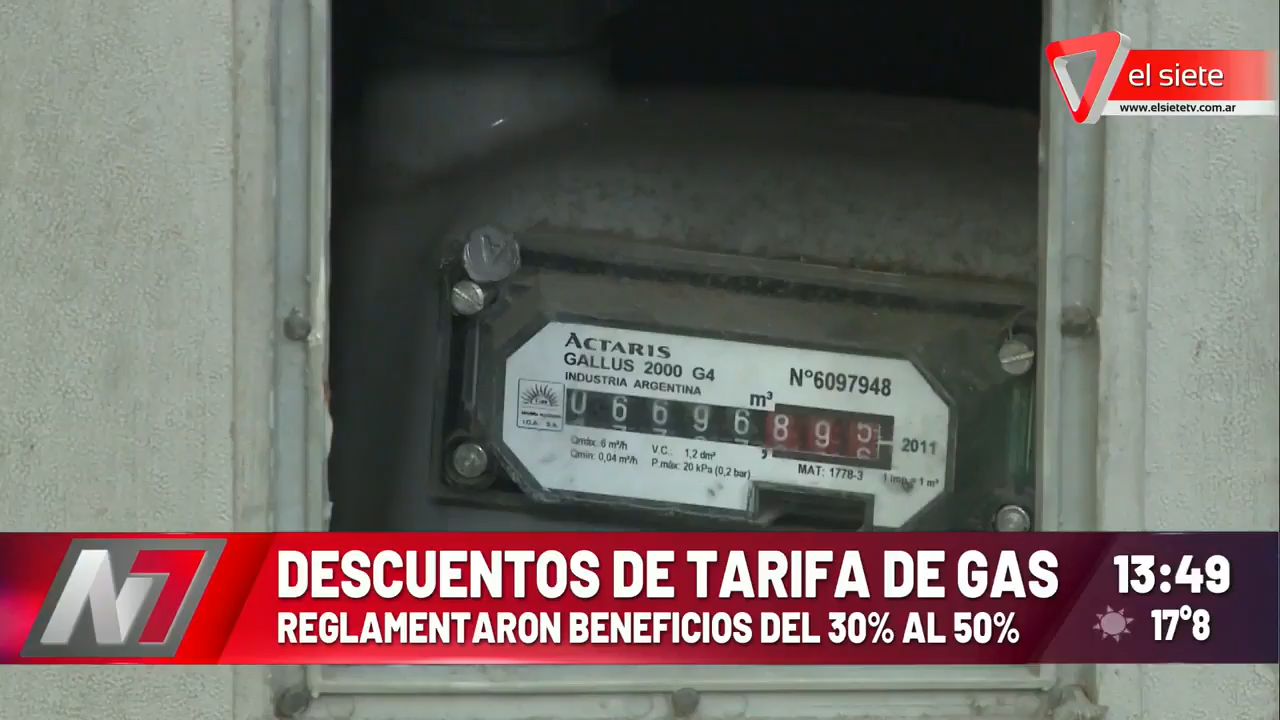 el siete
www.elsietetv.com.ar
ACTARIS
GALLUS 2000 G4
INDUSTRIA ARGENTINA
N°6097948
m³
0 6 6 9 6 , 8 9 5
2011
Qmáx: 6 m³/h
V.C.: 1,2 dm³
Qmin: 0,04 m³/h
P.máx: 20 kPa (0,2 bar)
MAT: 1778-3
N7
DESCUENTOS DE TARIFA DE GAS
REGLAMENTARON BENEFICIOS DEL 30% AL 50%
13:49
17°8